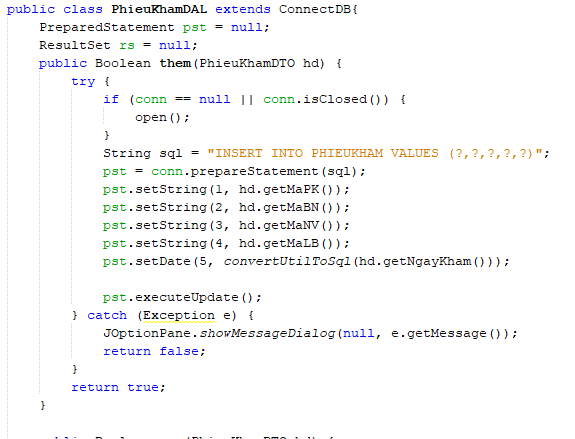 public class PhieuKhamDAL extends ConnectDB{
    PreparedStatement pst = null;
    ResultSet rs = null;
    public Boolean them(PhieuKhamDTO hd) {
        try {
            if (conn == null || conn.isClosed()) {
                open();
            }
            String sql = "INSERT INTO PHIEUKHAM VALUES (?,?,?,?,?)";
            pst = conn.prepareStatement(sql);
            pst.setString(1, hd.getMaPK());
            pst.setString(2, hd.getMaBN());
            pst.setString(3, hd.getMaNV());
            pst.setString(4, hd.getMaLB());
            pst.setDate(5, convertUtilToSql(hd.getNgayKham()));
            pst.executeUpdate();
        } catch (Exception e) {
            JOptionPane.showMessageDialog(null, e.getMessage());
            return false;
        }
        return true;
    }